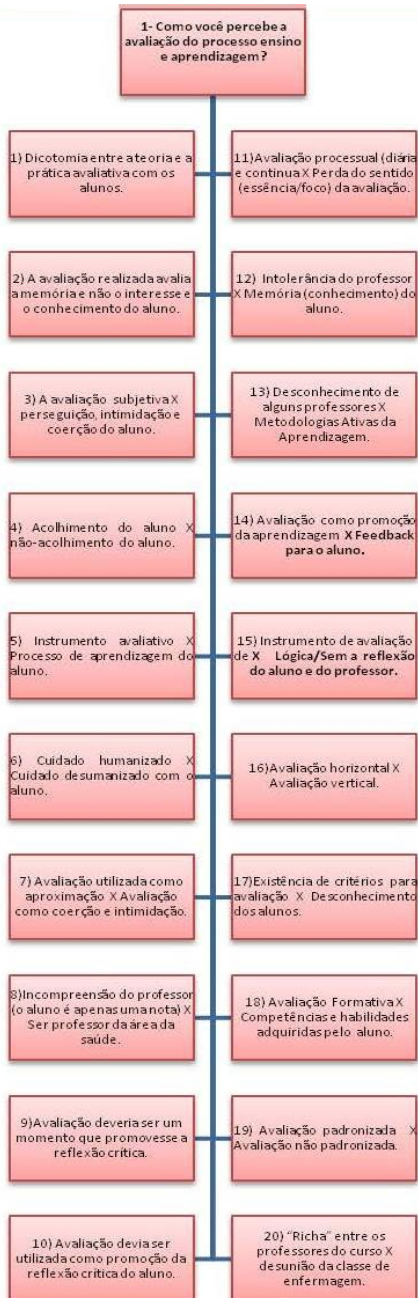 1- Como você percebe a
avaliação do processo ensino
e aprendizagem?
1) Dicotomia entre a teoria e a
prática avaliativa com os
alunos.
2) A avaliação realizada avalia
a memória e não o interesse e
o conhecimento do aluno.
3) A avaliação subjetiva X
perseguição, intimidação e
coerção do aluno.
4) Acolhimento do aluno X
não-acolhimento do aluno.
5) Instrumento avaliativo X
Processo de aprendizagem do
aluno.
6) Cuidado humanizado X
Cuidado desumanizado com o
aluno.
7) Avaliação utilizada como
aproximação X Avaliação
como coerção e intimidação.
8)Incompreensão do professor
(o aluno é apenas uma nota) X
Ser professor da área da
saúde.
9)Avaliação deveria ser um
momento que promovesse a
reflexão crítica.
10) Avaliação devia ser
utilizada como promoção da
reflexão crítica do aluno.
11)Avaliação processual (diária
e continua X Perda do sentido
(essência/foco) da avaliação.
12) Intolerância do professor
X Memória (conhecimento) do
aluno.
13) Desconhecimento de
alguns professores X
Metodologias Ativas da
Aprendizagem.
14) Avaliação como promoção
da aprendizagem X Feedback
para o aluno.
15) Instrumento de avaliação
de X Lógica/Sem a reflexão
do aluno e do professor.
16)Avaliação horizontal X
Avaliação vertical.
17)Existência de critérios para
avaliação X Desconhecimento
dos alunos.
18) Avaliação Formativa X
Competências e habilidades
adquiridas pelo aluno.
19) Avaliação padronizada X
Avaliação não padronizada.
20) "Richa" entre os
professores do curso X
desunião da classe de
enfermagem.